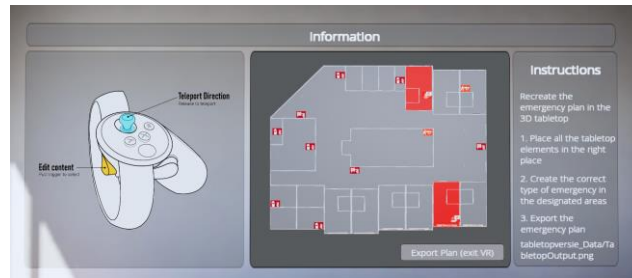 Information
Teleport Direction
Release to teleport
Edit content
Pull trigger to select
Export Plan (exit VR)
Instructions
Recreate the
emergency plan in the
3D tabletop
1. Place all the tabletop
elements in the right
place
2. Create the correct
type of emergency in
the designated areas
3. Export the
emergency plan
tabletopversie_Data/Ta
bletopOutput.png